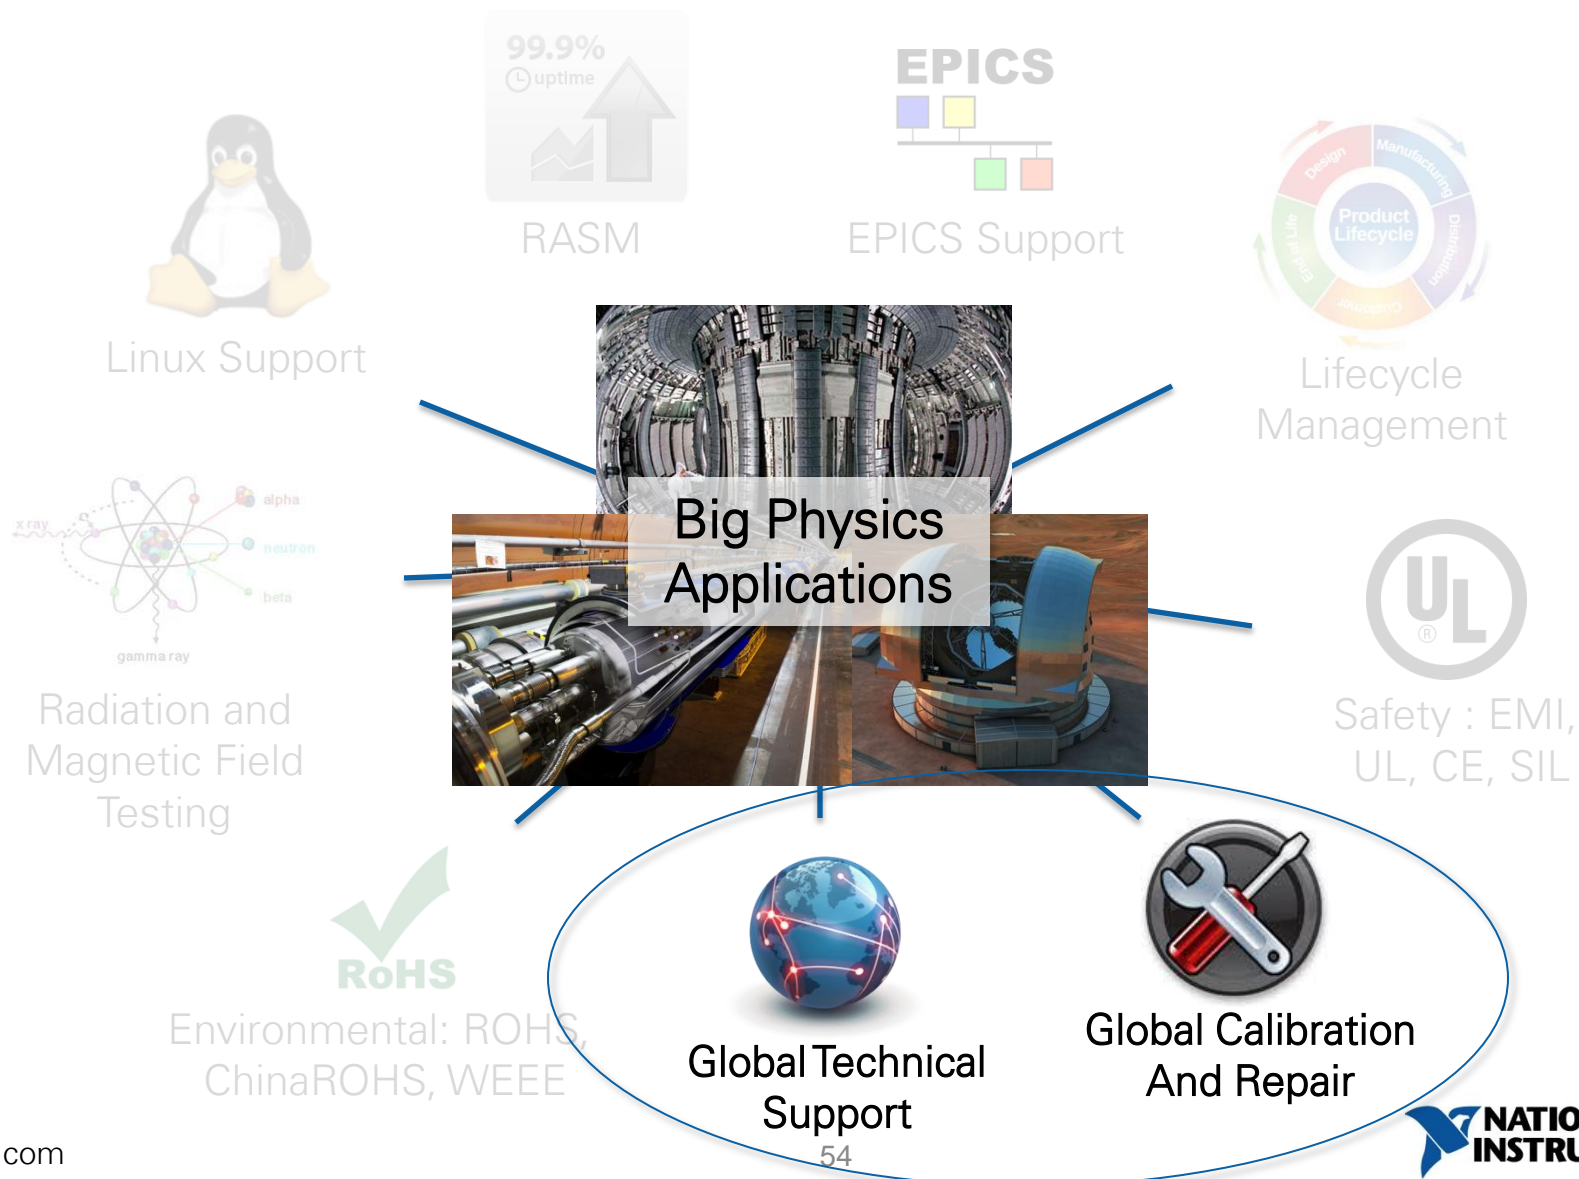 99.9%
uptime
RASM
EPICS
EPICS Support
Linux Support
Design
Manufacturing
Distribution
Customer
End of Life
Product
Lifecycle
Lifecycle
Management
x ray
alpha
neutron
beta
gamma ray
Radiation and
Magnetic Field
Testing
Big Physics
Applications
UL
®
Safety : EMI,
UL, CE, SIL
RoHS
Environmental: ROHS,
ChinaROHS, WEEE
Global Technical
Support
Global Calibration
And Repair
com
54
NATIO
INSTRU